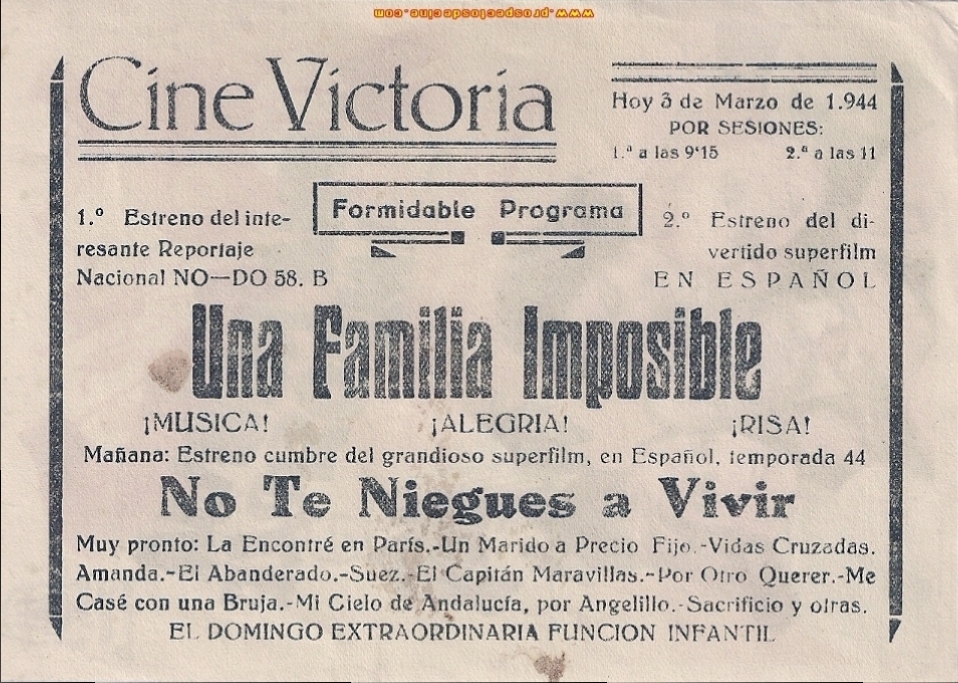 www.prospectosdecine.com
Cine Victoria
Hoy 3 de Marzo de 1.944
POR SESIONES:
1.ª a las 9'15 2.ª a las 11
Formidable Programa
1.º Estreno del inte-
resante Reportaje
Nacional NO—DO 58. B
2.º Estreno del di-
vertido superfilm
EN ESPAÑOL
Una Familia Imposible
¡MUSICA! ¡ALEGRIA! ¡RISA!
Mañana: Estreno cumbre del grandioso superfilm, en Español, temporada 44
No Te Niegues a Vivir
Muy pronto: La Encontré en París.-Un Marido a Precio Fijo.-Vidas Cruzadas.
Amanda.-El Abanderado.-Suez.-El Capitán Maravillas.-Por Otro Querer.-Me
Casé con una Bruja.-Mi Cielo de Andalucía, por Angelillo.-Sacrificio y otras.
EL DOMINGO EXTRAORDINARIA FUNCION INFANTIL